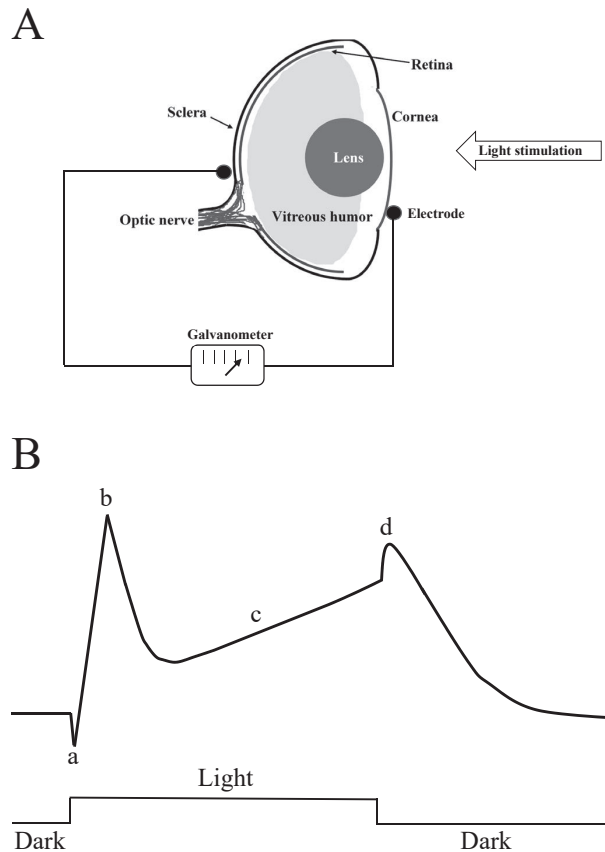 A
Retina
Sclera
Cornea
Lens
Light stimulation
Optic nerve
Vitreous humor
Electrode
Galvanometer
B
b
d
c
a
Light
Dark
Dark